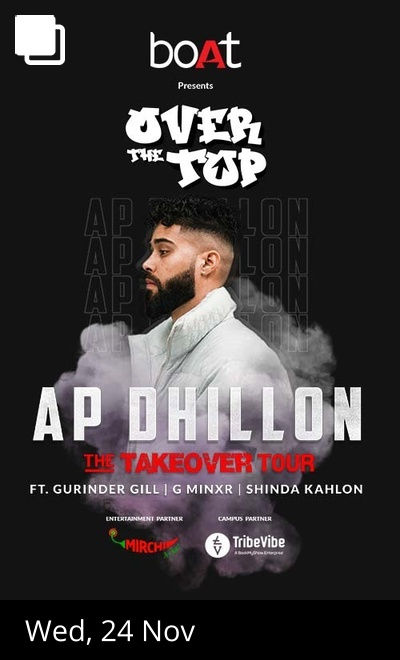 boAt
Presents
OVER
THE TOP
AP DHILLON
AP DHILLON
AP DHILLON
AP DHILLON
AP DHILLON
THE TAKEOVER TOUR
FT. GURINDER GILL | G MINXR | SHINDA KAHLON
ENTERTAINMENT PARTNER CAMPUS PARTNER
MIRCHI TribeVibe
A BookMyShow Enterprise
Wed, 24 Nov